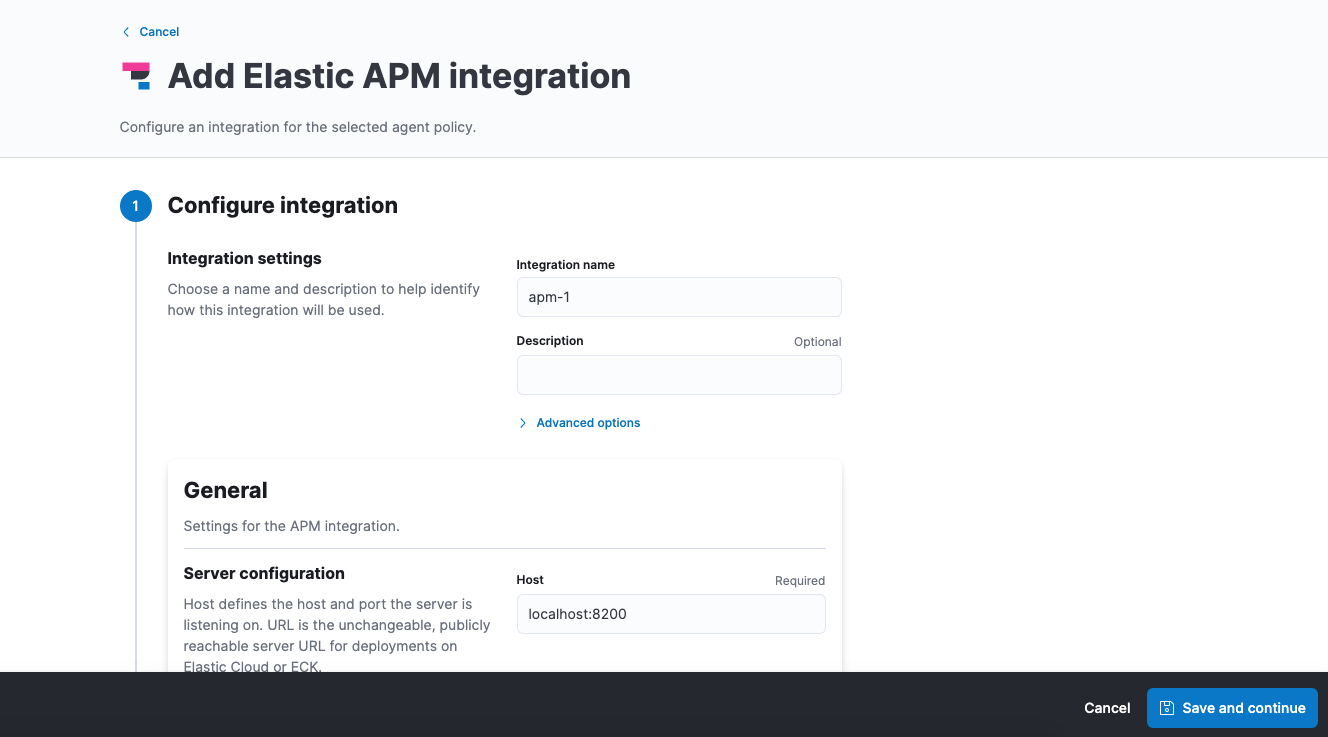 Cancel
Add Elastic APM integration
Configure an integration for the selected agent policy.
1
Configure integration
Integration settings
Choose a name and description to help identify
how this integration will be used.
Integration name
apm-1
Description
Optional
Advanced options
General
Settings for the APM integration.
Server configuration
Host defines the host and port the server is
listening on. URL is the unchangeable, publicly
reachable server URL for deployments on
Elastic Cloud or ECK.
Host
Required
localhost:8200
Cancel
Save and continue